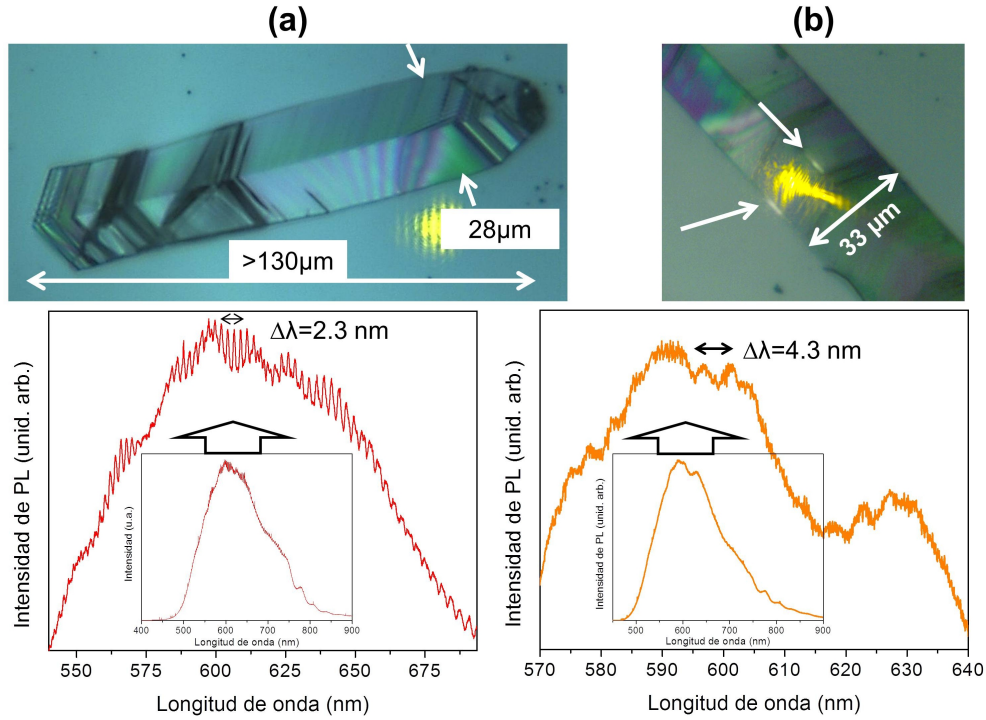 (a)
(b)
28µm
>130µm
33 µm
Δλ=2.3 nm
Intensidad de PL (unid. arb.)
Intensidad (u.a.)
400 500 600 700 800 900
Longitud de onda (nm)
550 575 600 625 650 675
Longitud de onda (nm)
Δλ=4.3 nm
Intensidad de PL (unid. arb.)
Intensidad de PL (unid. arb.)
500 600 700 800 900
Longitud de onda (nm)
570 580 590 600 610 620 630 640
Longitud de onda (nm)